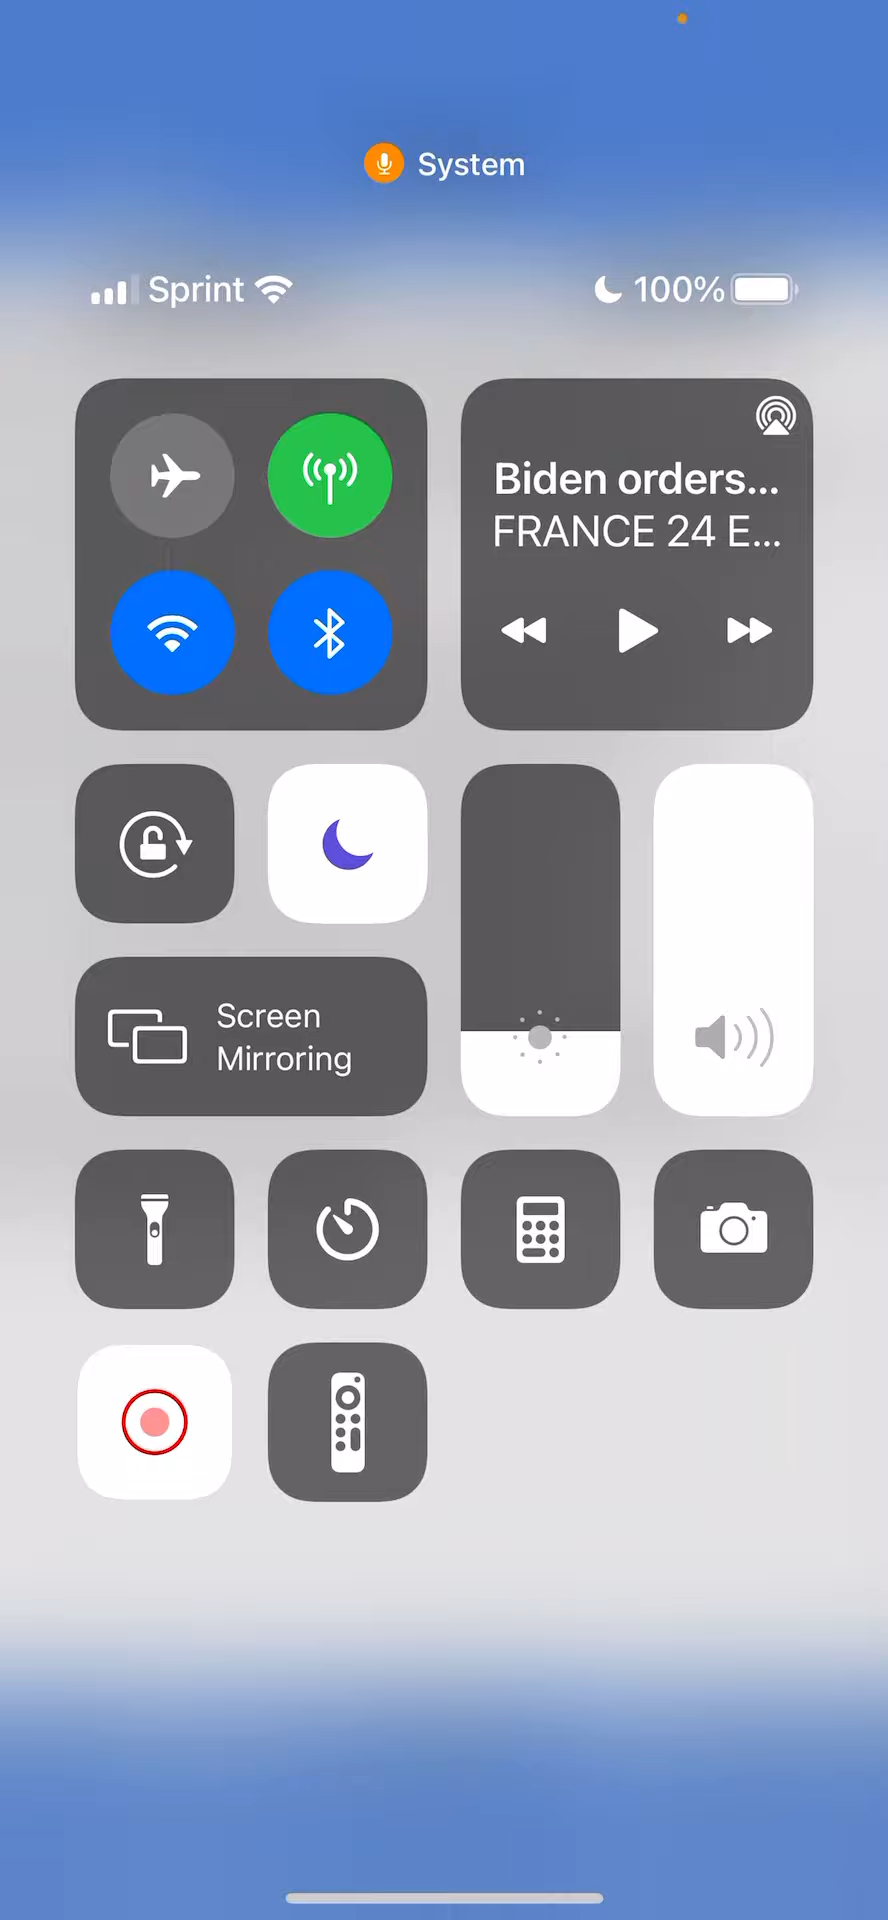 System
Sprint
100%
Biden orders...
FRANCE 24 E...
Screen
Mirroring